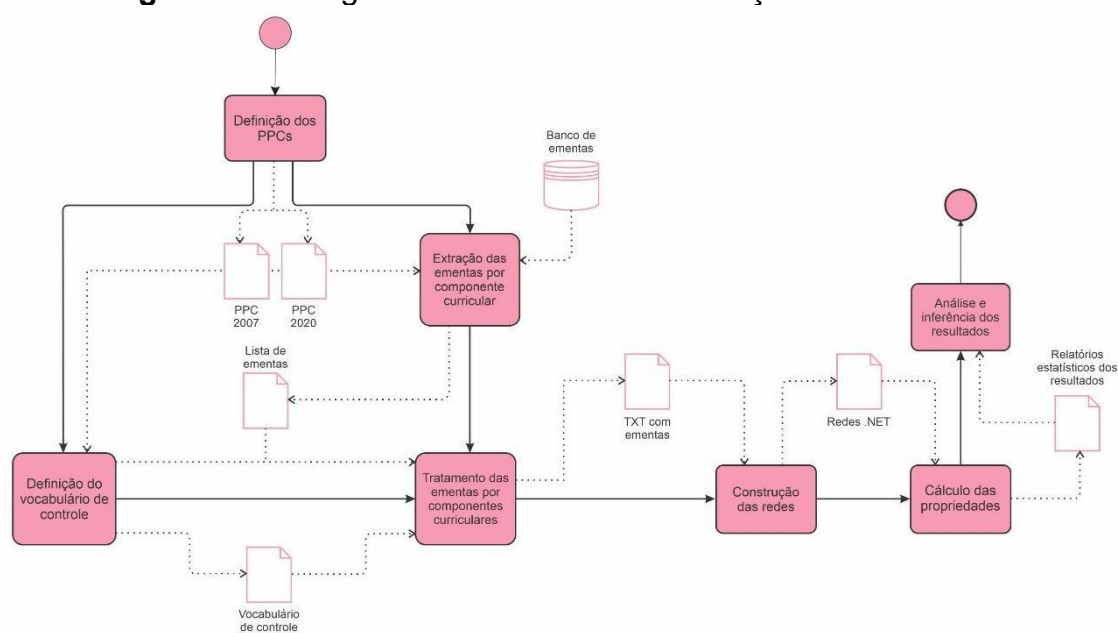 Definição dos
PPCs
Banco de
ementas
Extração das
ementas por
componente
curricular
PPC
2007
PPC
2020
Análise e
inferência dos
resultados
Lista de
ementas
Relatórios
estatísticos dos
resultados
TXT com
ementas
Redes .NET
Definição do
vocabulário de
controle
Tratamento das
ementas por
componentes
curriculares
Construção
das redes
Cálculo das
propriedades
Vocabulário
de controle